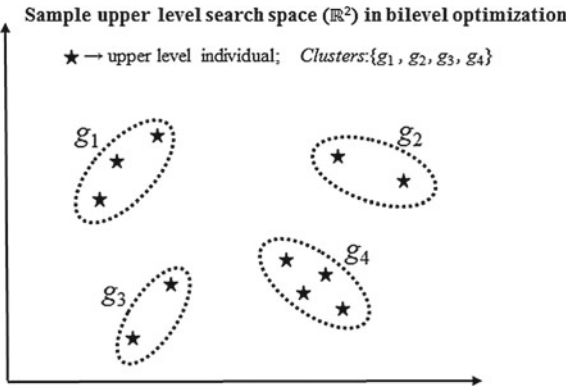 Sample upper level search space (ℝ²) in bilevel optimization
★ → upper level individual; Clusters:{g₁ , g₂, g₃, g₄}
g₁
g₂
g₄
g₃